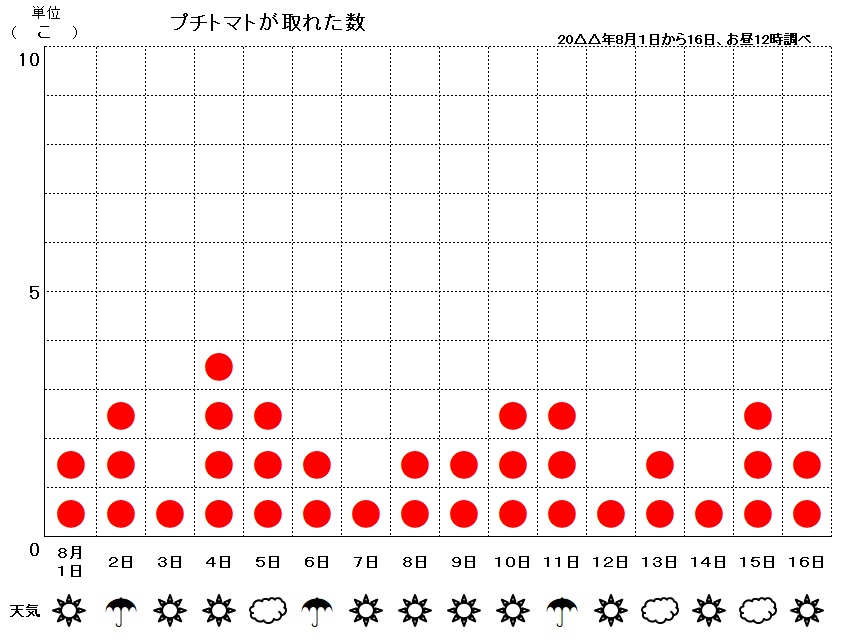 単位
（　こ　）
プチトマトが取れた数
20△△年8月１日から16日、お昼12時調べ
10
5
0
8月
1日 2日 3日 4日 5日 6日 7日 8日 9日 10日 11日 12日 13日 14日 15日 16日
天気